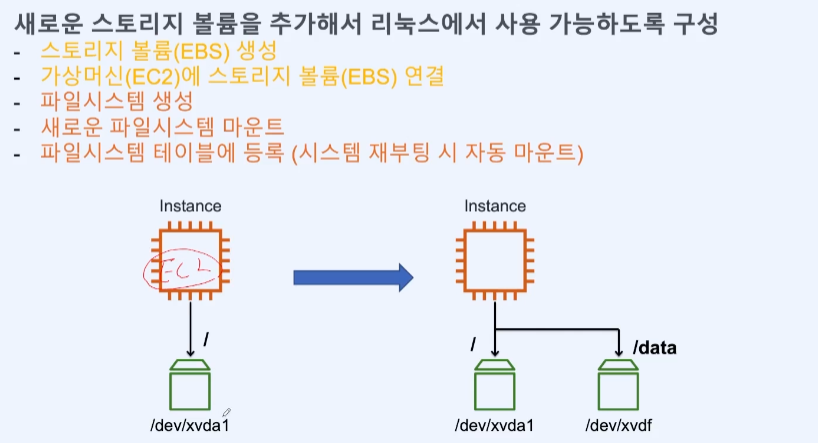 새로운 스토리지 볼륨을 추가해서 리눅스에서 사용 가능하도록 구성
- 스토리지 볼륨(EBS) 생성
- 가상머신(EC2)에 스토리지 볼륨(EBS) 연결
- 파일시스템 생성
- 새로운 파일시스템 마운트
- 파일시스템 테이블에 등록 (시스템 재부팅 시 자동 마운트)
Instance
Instance
EC2
/
/
/data
/dev/xvda1
/dev/xvda1
/dev/xvdf